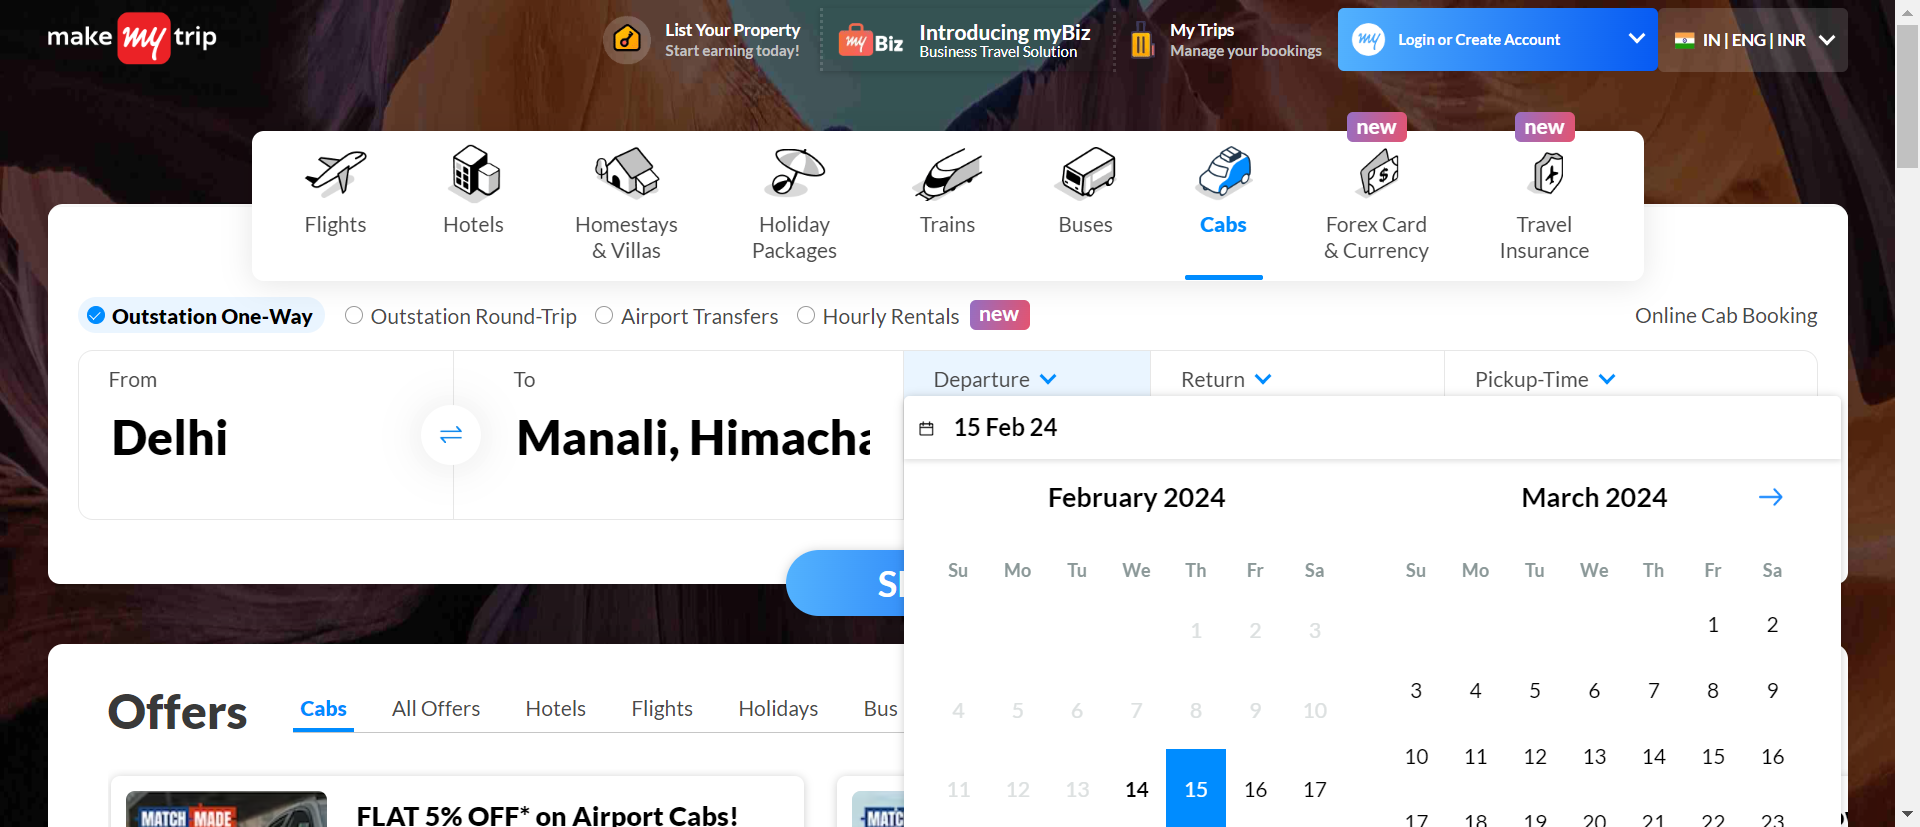 make my trip
List Your Property
Start earning today!
my Biz
Introducing myBiz
Business Travel Solution
My Trips
Manage your bookings
my Login or Create Account
IN | ENG | INR
new
new
Flights
Hotels
Homestays
& Villas
Holiday
Packages
Trains
Buses
Cabs
Forex Card
& Currency
Travel
Insurance
Outstation One-Way
Outstation Round-Trip
Airport Transfers
Hourly Rentals
new
Online Cab Booking
From
Delhi
To
Manali, Himacha
Departure
Return
Pickup-Time
15 Feb 24
February 2024
Su Mo Tu We Th Fr Sa
1 2 3
4 5 6 7 8 9 10
11 12 13 14 15 16 17
March 2024
Su Mo Tu We Th Fr Sa
1 2
3 4 5 6 7 8 9
10 11 12 13 14 15 16
17 18 19 20 21 22 23
Offers
Cabs
All Offers
Hotels
Flights
Holidays
Bus
MATCH MADE
FLAT 5% OFF* on Airport Cabs!
MATC